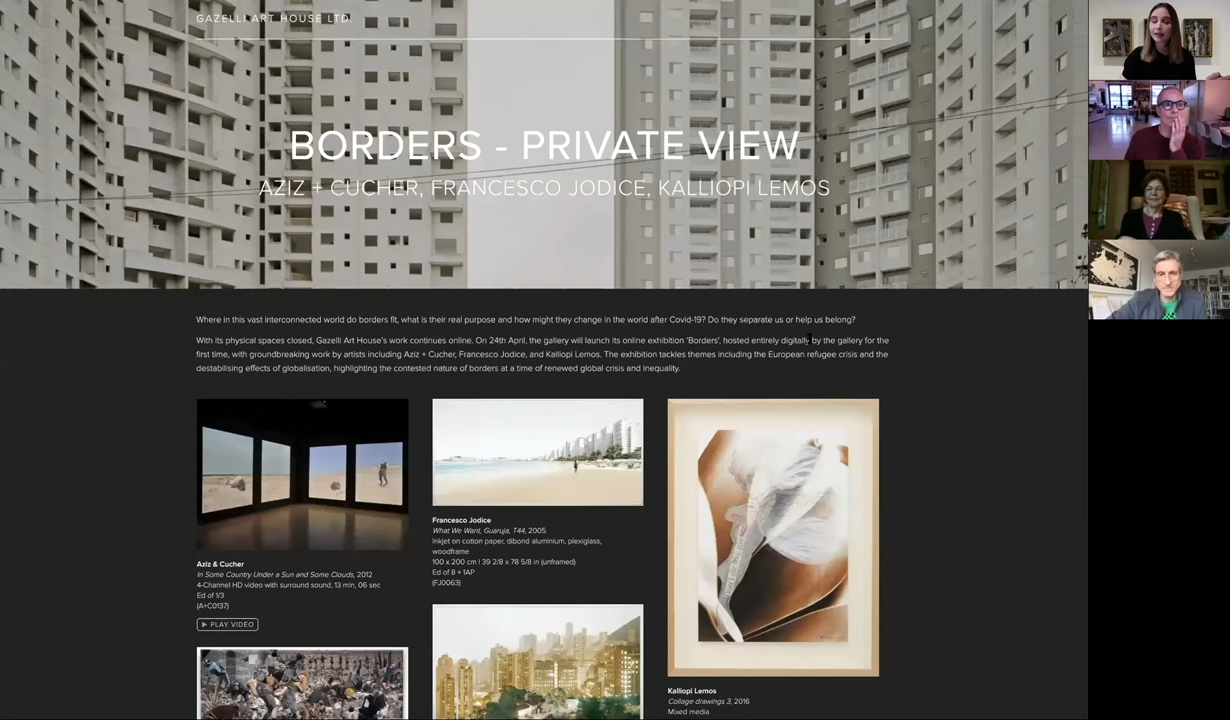 GAZELLI ART HOUSE LTD.
BORDERS - PRIVATE VIEW
AZIZ + CUCHER, FRANCESCO JODICE, KALLIOPI LEMOS
Where in this vast interconnected world do borders fit, what is their real purpose and how might they change in the world after Covid-19? Do they separate us or help us belong?
With its physical spaces closed, Gazelli Art House's work continues online. On 24th April, the gallery will launch its online exhibition 'Borders', hosted entirely digitally by the gallery for the
first time, with groundbreaking work by artists including Aziz + Cucher, Francesco Jodice, and Kalliopi Lemos. The exhibition tackles themes including the European refugee crisis and the
destabilising effects of globalisation, highlighting the contested nature of borders at a time of renewed global crisis and inequality.
Aziz & Cucher
In Some Country Under a Sun and Some Clouds, 2012
4-Channel HD video with surround sound, 13 min, 06 sec
Ed of 1/3
(A+C0137)
PLAY VIDEO
Francesco Jodice
What We Want, Guaruja, T44, 2005
Inkjet on cotton paper, dibond aluminium, plexiglass,
woodframe
100 x 200 cm | 39 2/8 x 78 5/8 in (unframed)
Ed of 8 + 1AP
(FJ0063)
Kalliopi Lemos
Collage drawings 3, 2016
Mixed media